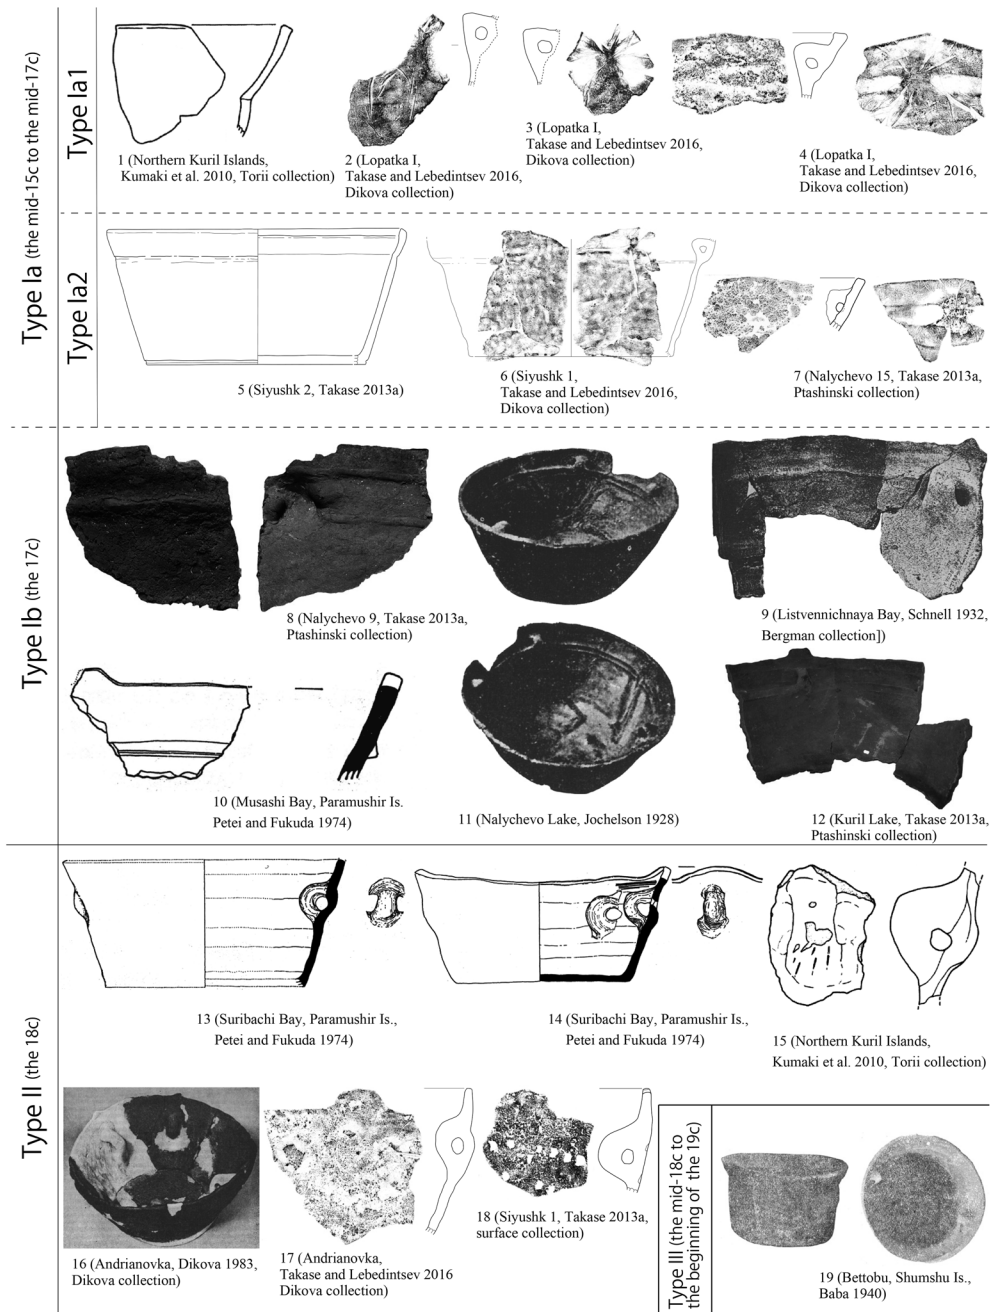 Type Ia (the mid-15c to the mid-17c)
Type Ia1
1 (Northern Kuril Islands,
Kumaki et al. 2010, Torii collection)
2 (Lopatka I,
Takase and Lebedintsev 2016,
Dikova collection)
3 (Lopatka I,
Takase and Lebedintsev 2016,
Dikova collection)
4 (Lopatka I,
Takase and Lebedintsev 2016,
Dikova collection)
Type Ia2
5 (Siyushk 2, Takase 2013a)
6 (Siyushk 1,
Takase and Lebedintsev 2016,
Dikova collection)
7 (Nalychevo 15, Takase 2013a,
Ptashinski collection)
Type Ib (the 17c)
8 (Nalychevo 9, Takase 2013a,
Ptashinski collection)
9 (Listvennichnaya Bay, Schnell 1932,
Bergman collection])
10 (Musashi Bay, Paramushir Is.
Petei and Fukuda 1974)
11 (Nalychevo Lake, Jochelson 1928)
12 (Kuril Lake, Takase 2013a,
Ptashinski collection)
Type II (the 18c)
13 (Suribachi Bay, Paramushir Is.,
Petei and Fukuda 1974)
14 (Suribachi Bay, Paramushir Is.,
Petei and Fukuda 1974)
15 (Northern Kuril Islands,
Kumaki et al. 2010, Torii collection)
16 (Andrianovka, Dikova 1983,
Dikova collection)
17 (Andrianovka,
Takase and Lebedintsev 2016
Dikova collection)
18 (Siyushk 1, Takase 2013a,
surface collection)
Type III (the mid-18c to
the beginning of the 19c)
19 (Bettobu, Shumshu Is.,
Baba 1940)